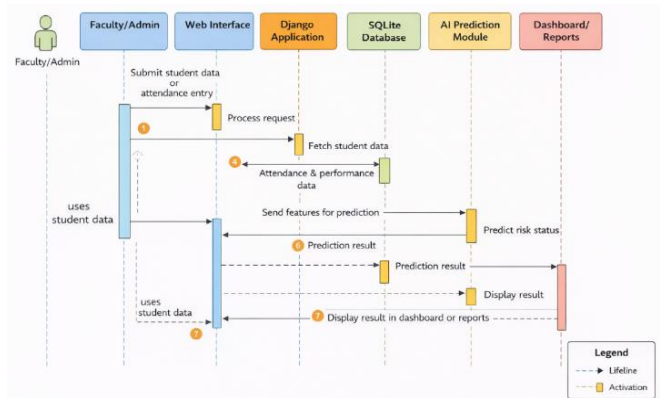 Faculty/Admin
Web Interface
Django
Application
SQLite
Database
AI Prediction
Module
Dashboard/
Reports
Faculty/Admin
Submit student data
or
attendance entry
Process request
1
Fetch student data
4
Attendance & performance
data
uses
student data
Send features for prediction
Predict risk status
6 Prediction result
Prediction result
Display result
uses
student data
7 Display result in dashboard or reports
7
Legend
Lifeline
Activation